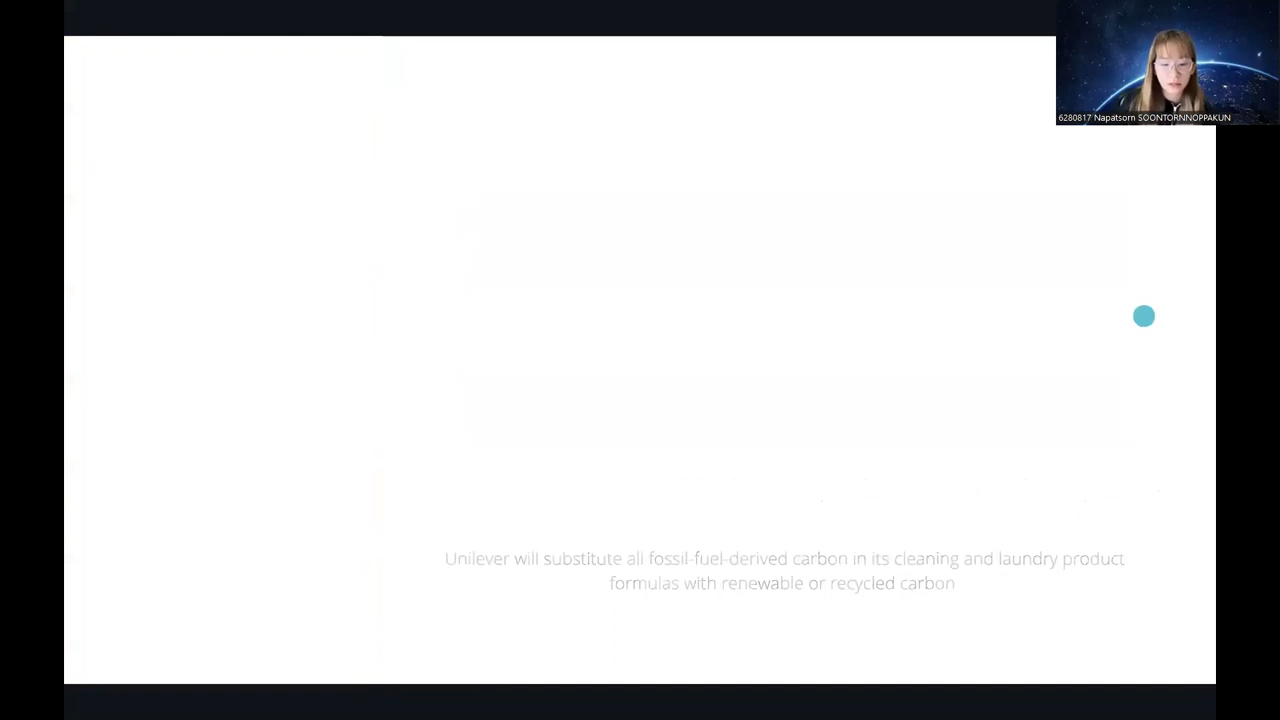 6280817 Napatsorn SOONTORNNOPPAKUN
Unilever will substitute all fossil-fuel-derived carbon in its cleaning and laundry product
formulas with renewable or recycled carbon